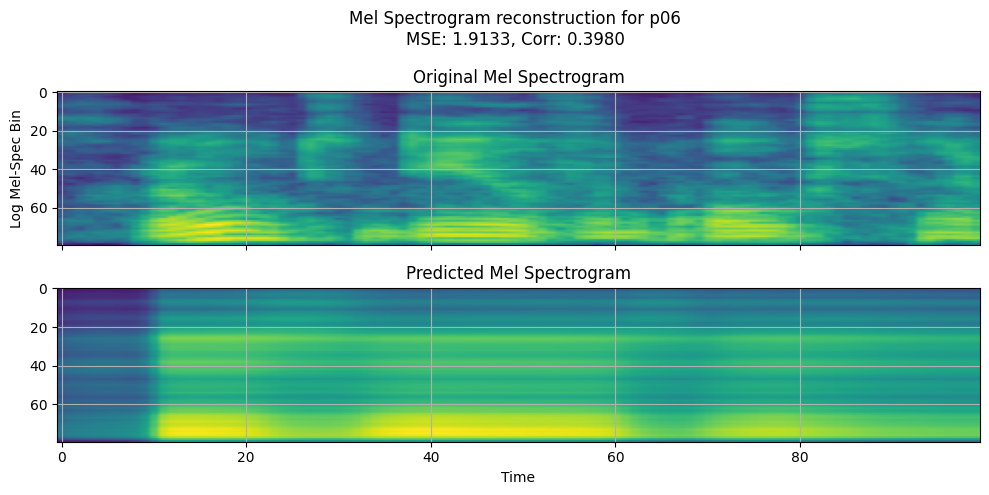 Mel Spectrogram reconstruction for p06
MSE: 1.9133, Corr: 0.3980
Original Mel Spectrogram
0
20
40
60
Log Mel-Spec Bin
Predicted Mel Spectrogram
0
20
40
60
0 20 40 60 80
Time